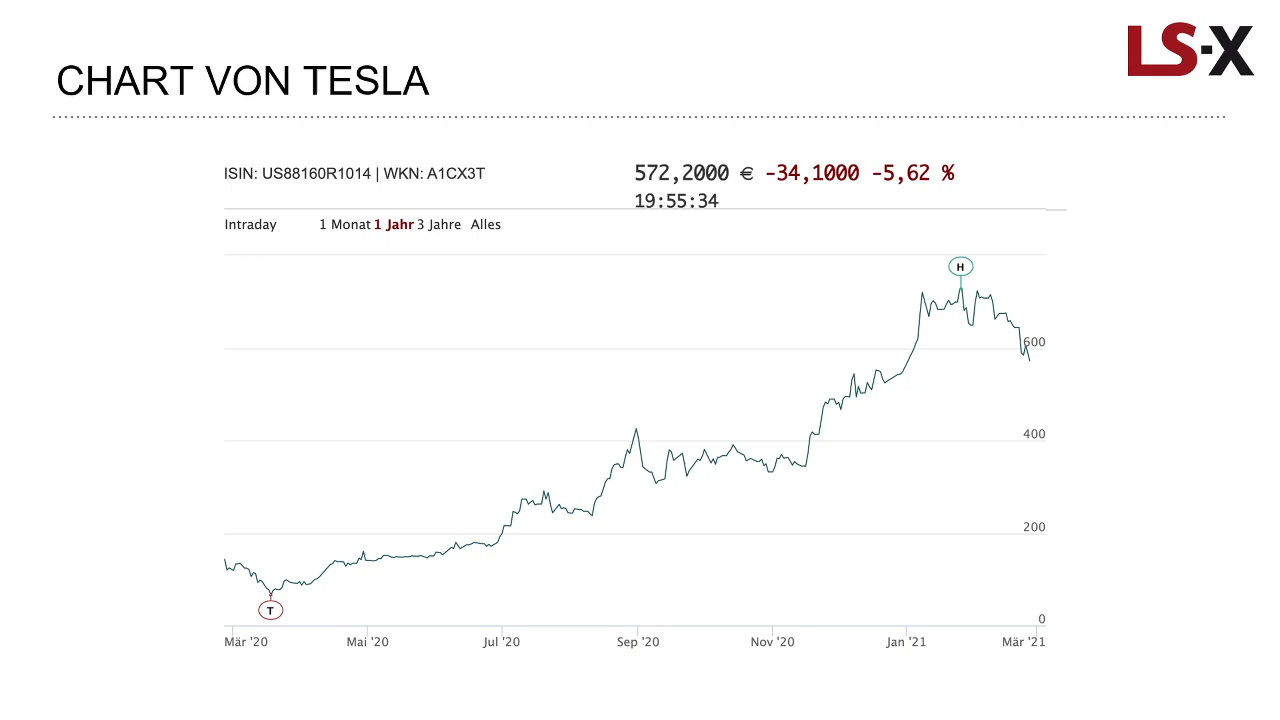 LS-X
CHART VON TESLA
ISIN: US88160R1014 | WKN: A1CX3T
572,2000 € -34,1000 -5,62 %
19:55:34
Intraday 1 Monat 1 Jahr 3 Jahre Alles
H
600
400
200
T
0
Mär '20 Mai '20 Jul '20 Sep '20 Nov '20 Jan '21 Mär '21